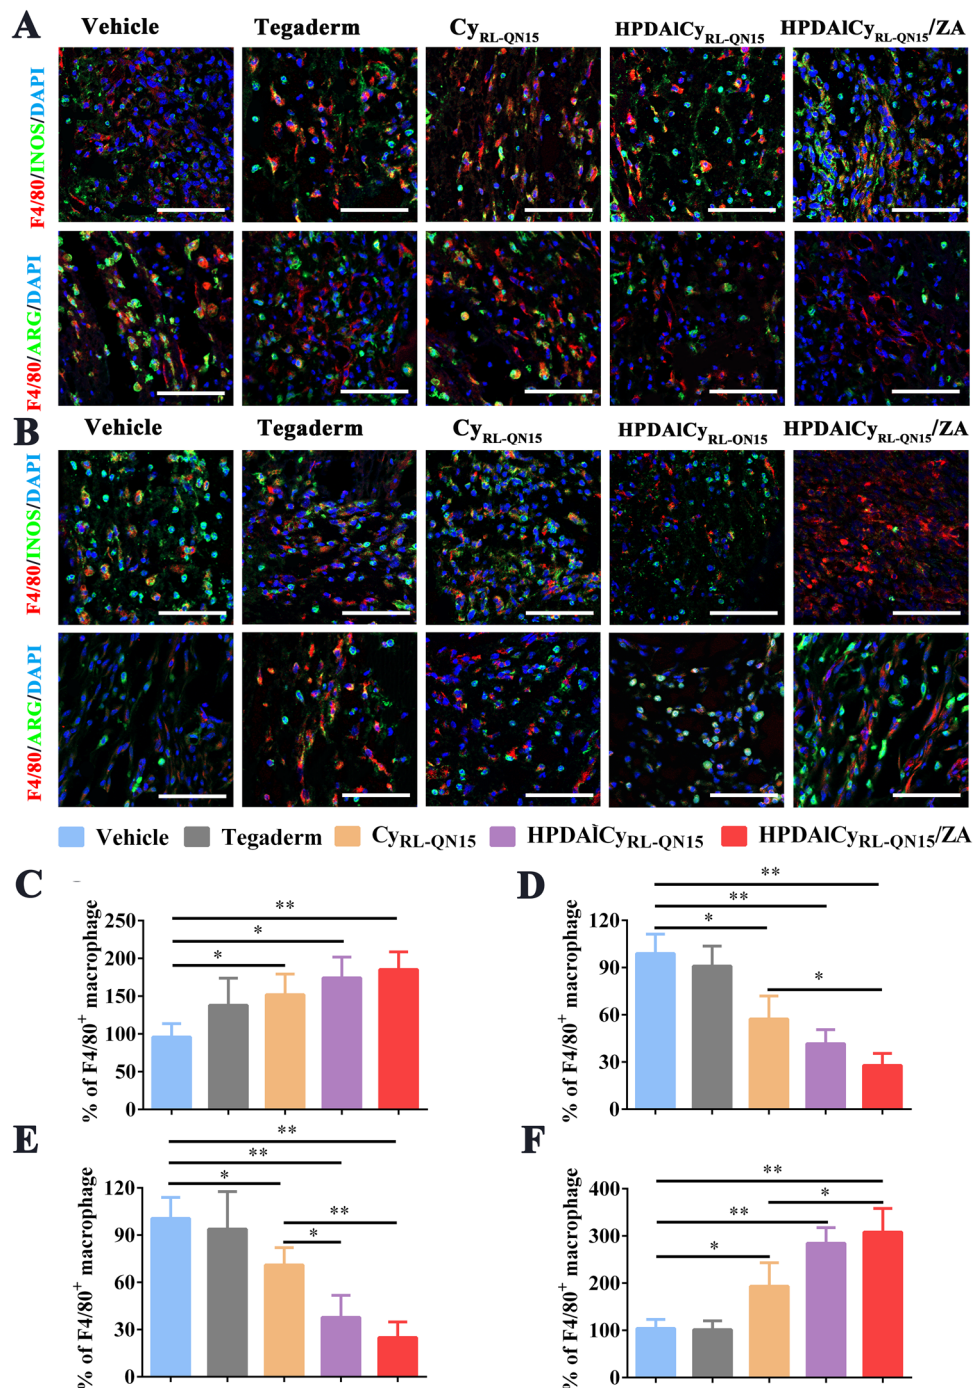 A
Vehicle Tegaderm CyRL-QN15 HPDAlCyRL-QN15 HPDAlCyRL-QN15/ZA
F4/80/INOS/DAPI
F4/80/ARG/DAPI
B
Vehicle Tegaderm CyRL-QN15 HPDAlCyRL-ON15 HPDAlCyRL-QN15/ZA
F4/80/INOS/DAPI
F4/80/ARG/DAPI
Vehicle Tegaderm CyRL-QN15 HPDAlCyRL-QN15 HPDAlCyRL-QN15/ZA
C
% of F4/80+ macrophage
250
200
150
100
50
0
**
*
*
D
% of F4/80+ macrophage
120
90
60
30
0
**
**
*
*
E
% of F4/80+ macrophage
120
90
60
30
0
**
**
*
**
*
F
% of F4/80+ macrophage
400
300
200
100
0
**
*
**
*